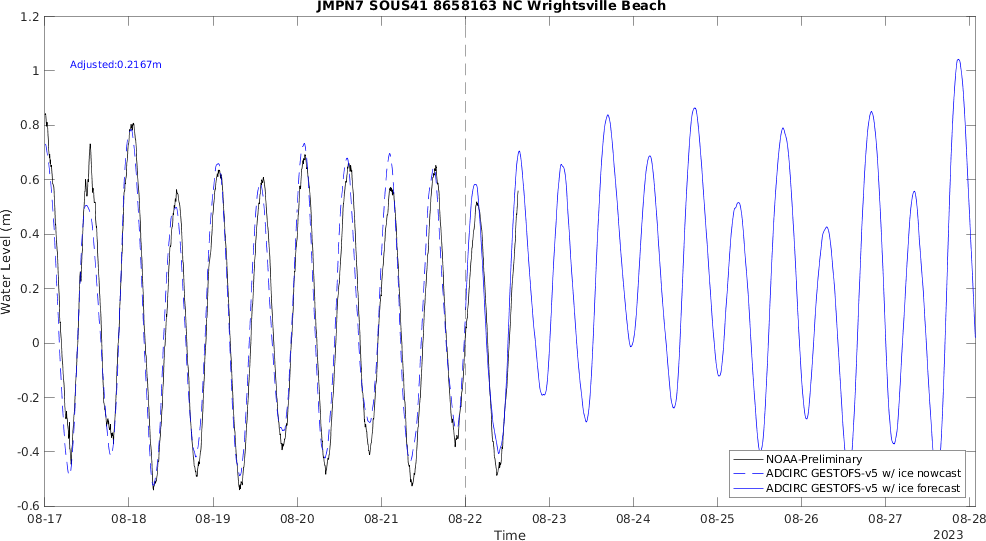 JMPN7 SOUS41 8658163 NC Wrightsville Beach
1.2
1
0.8
0.6
0.4
0.2
0
-0.2
-0.4
-0.6
Water Level (m)
Adjusted:0.2167m
NOAA-Preliminary
ADCIRC GESTOFS-v5 w/ ice nowcast
ADCIRC GESTOFS-v5 w/ ice forecast
08-17 08-18 08-19 08-20 08-21 08-22 08-23 08-24 08-25 08-26 08-27 08-28
Time
2023